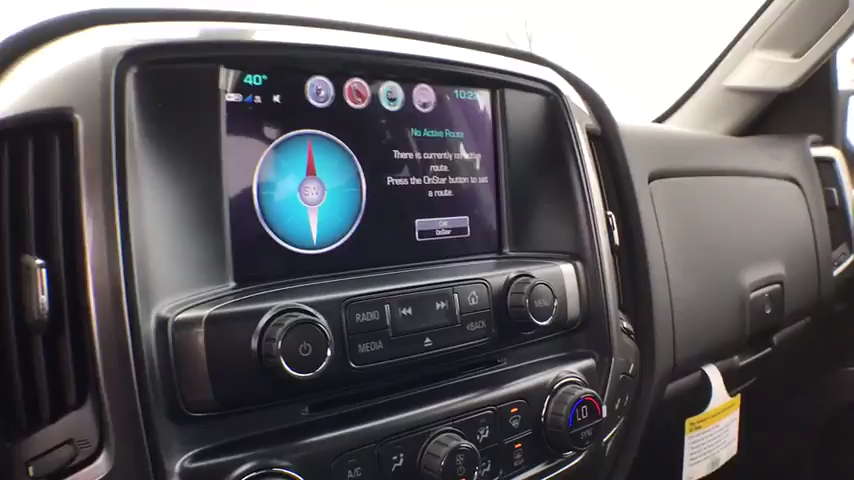 40°
10:2
No Active Route
There is currently no active
route.
Press the OnStar button to set
a route.
SW
Call
OnStar
RADIO
MEDIA
BACK
MENU
LO
SYNC
A/C